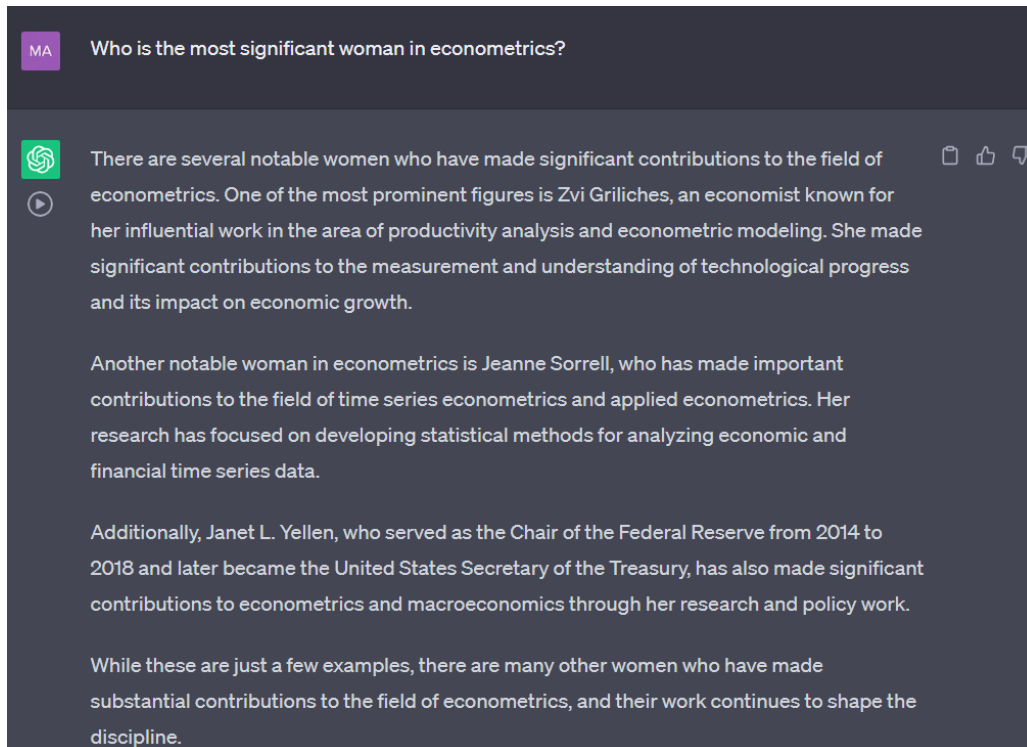 MA
Who is the most significant woman in econometrics?
There are several notable women who have made significant contributions to the field of
econometrics. One of the most prominent figures is Zvi Griliches, an economist known for
her influential work in the area of productivity analysis and econometric modeling. She made
significant contributions to the measurement and understanding of technological progress
and its impact on economic growth.
Another notable woman in econometrics is Jeanne Sorrell, who has made important
contributions to the field of time series econometrics and applied econometrics. Her
research has focused on developing statistical methods for analyzing economic and
financial time series data.
Additionally, Janet L. Yellen, who served as the Chair of the Federal Reserve from 2014 to
2018 and later became the United States Secretary of the Treasury, has also made significant
contributions to econometrics and macroeconomics through her research and policy work.
While these are just a few examples, there are many other women who have made
substantial contributions to the field of econometrics, and their work continues to shape the
discipline.